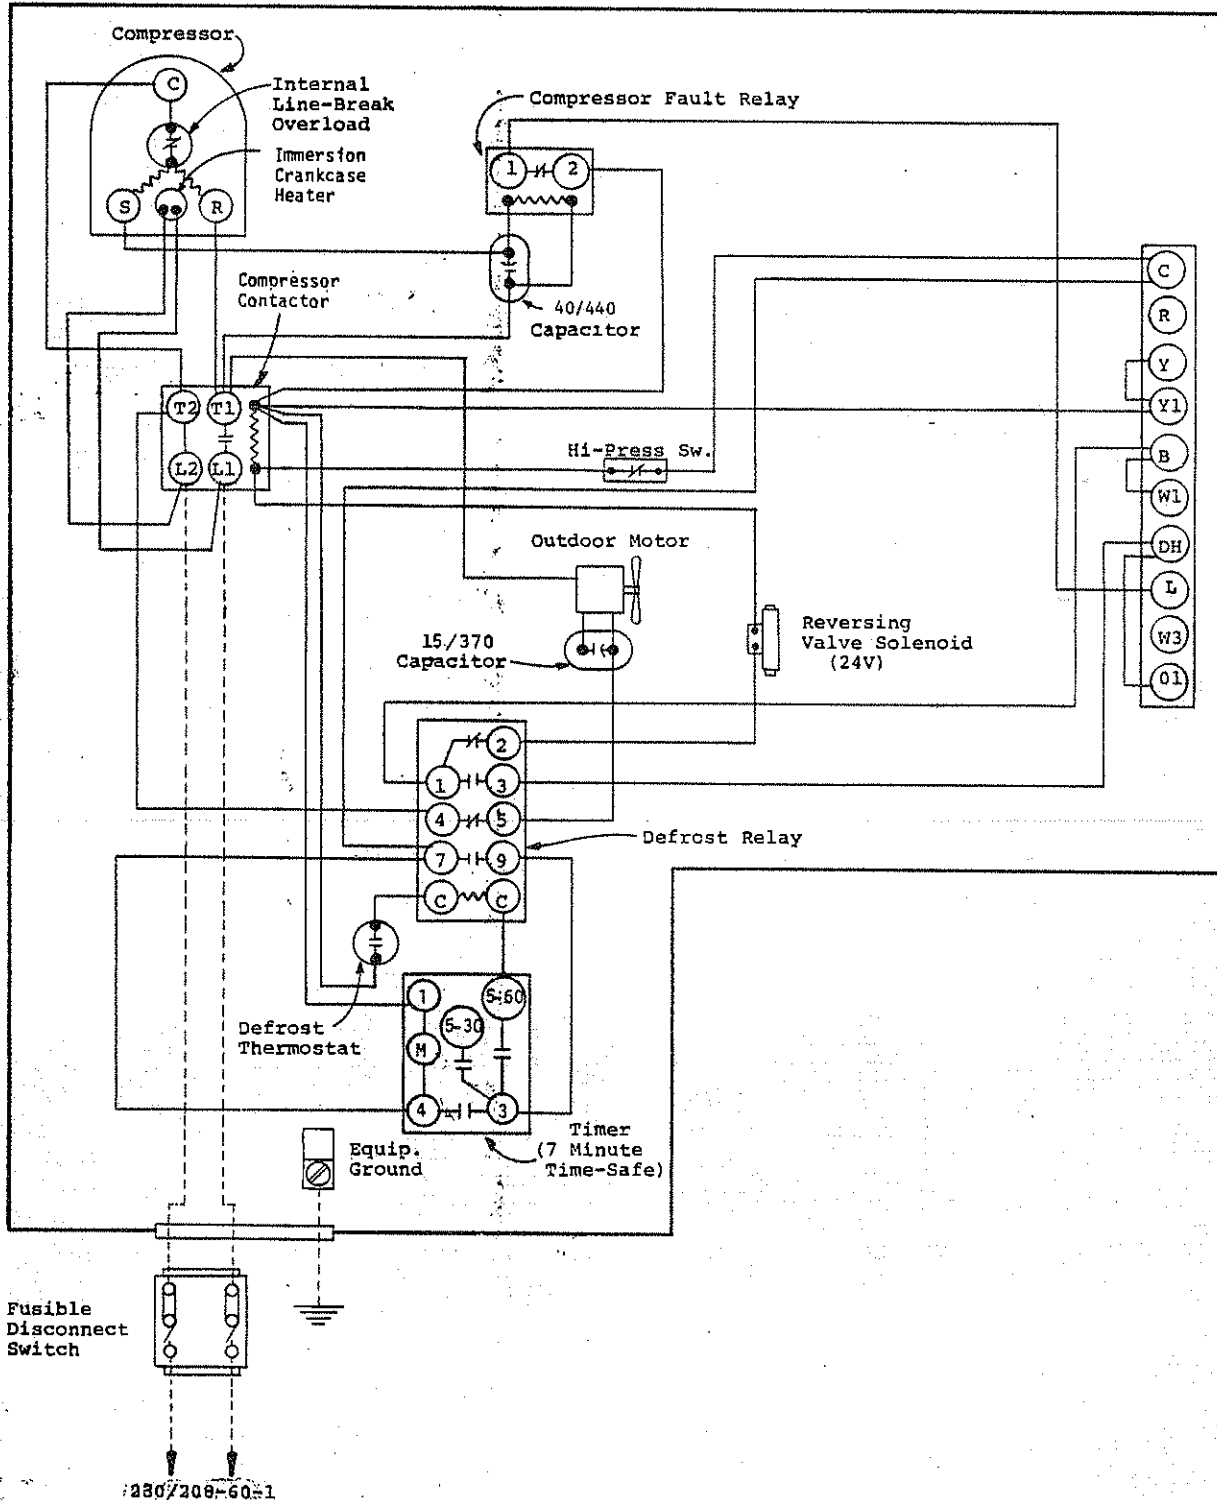 Compressor
C
Internal
Line-Break
Overload
Immersion
Crankcase
Heater
S
R
Compressor Fault Relay
1
2
40/440
Capacitor
Compressor
Contactor
T2
T1
L2
L1
Hi-Press Sw.
C
R
Y
Y1
B
W1
DH
L
W3
O1
Outdoor Motor
15/370
Capacitor
Reversing
Valve Solenoid
(24V)
2
1
3
4
5
7
9
C
C
Defrost Relay
Defrost
Thermostat
1
5-60
5-30
M
4
3
Timer
(7 Minute
Time-Safe)
Equip.
Ground
Fusible
Disconnect
Switch
230/208-60-1